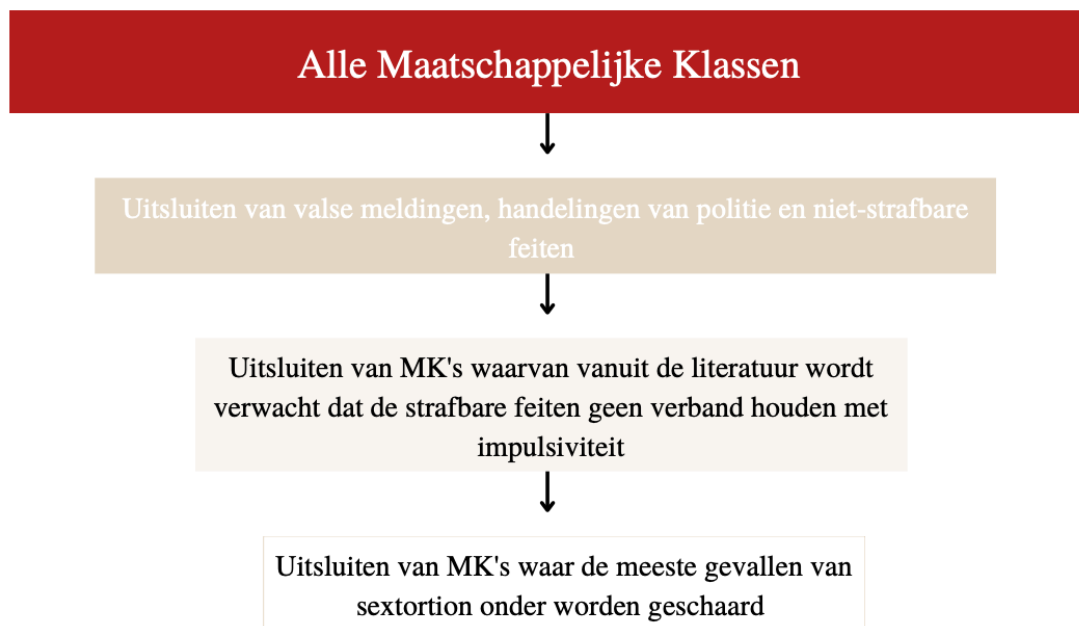 Alle Maatschappelijke Klassen
Uitsluiten van valse meldingen, handelingen van politie en niet-strafbare
feiten
Uitsluiten van MK's waarvan vanuit de literatuur wordt
verwacht dat de strafbare feiten geen verband houden met
impulsiviteit
Uitsluiten van MK's waar de meeste gevallen van
sextortion onder worden geschaard